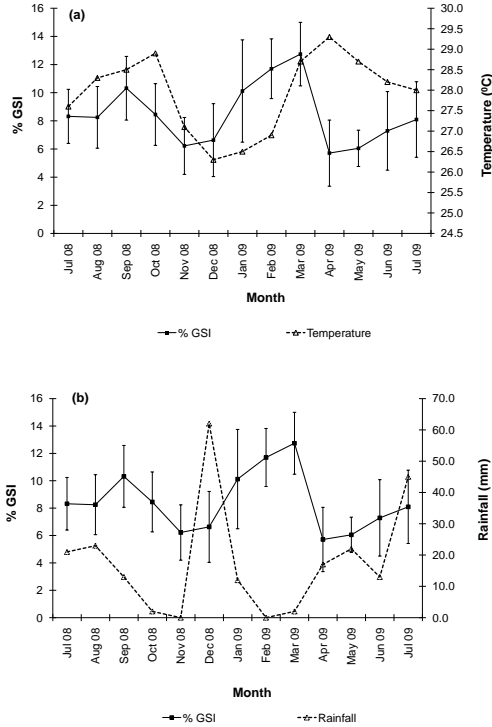 (a)
16
14
12
10
8
6
4
2
0
% GSI
30.0
29.5
29.0
28.5
28.0
27.5
27.0
26.5
26.0
25.5
25.0
24.5
Temperature (ºC)
Jul 08
Aug 08
Sep 08
Oct 08
Nov 08
Dec 08
Jan 09
Feb 09
Mar 09
Apr 09
May 09
Jun 09
Jul 09
Month
% GSI
Temperature
(b)
16
14
12
10
8
6
4
2
0
% GSI
70.0
60.0
50.0
40.0
30.0
20.0
10.0
0.0
Rainfall (mm)
Jul 08
Aug 08
Sep 08
Oct 08
Nov 08
Dec 08
Jan 09
Feb 09
Mar 09
Apr 09
May 09
Jun 09
Jul 09
Month
% GSI
Rainfall